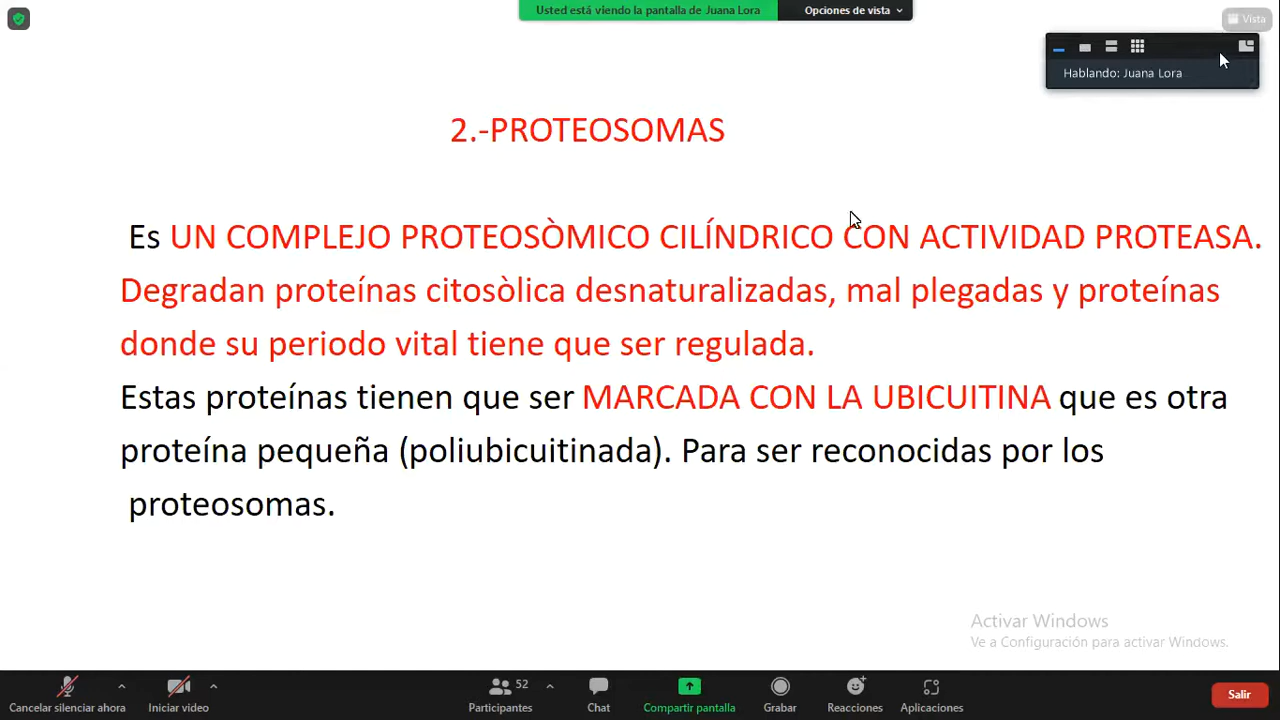 Usted está viendo la pantalla de Juana Lora
Opciones de vista
Vista
Hablando: Juana Lora
2.-PROTEOSOMAS
Es UN COMPLEJO PROTEOSÒMICO CILÍNDRICO CON ACTIVIDAD PROTEASA.
Degradan proteínas citosòlica desnaturalizadas, mal plegadas y proteínas
donde su periodo vital tiene que ser regulada.
Estas proteínas tienen que ser MARCADA CON LA UBICUITINA que es otra
proteína pequeña (poliubicuitinada). Para ser reconocidas por los
proteosomas.
Activar Windows
Ve a Configuración para activar Windows.
52
Cancelar silenciar ahora
Iniciar video
Participantes
Chat
Compartir pantalla
Grabar
Reacciones
Aplicaciones
Salir